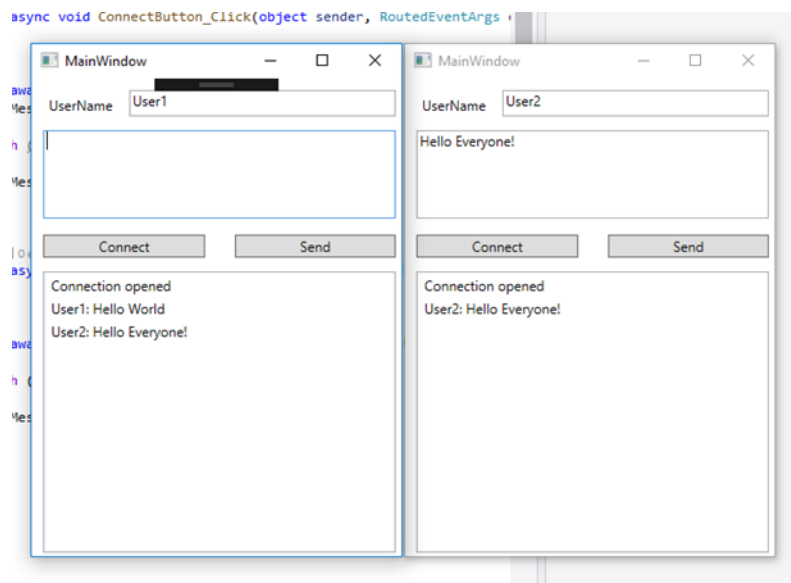 async void ConnectButton_Click(object sender, RoutedEventArgs
MainWindow
UserName
User1
Connect
Send
Connection opened
User1: Hello World
User2: Hello Everyone!
MainWindow
UserName
User2
Hello Everyone!
Connect
Send
Connection opened
User2: Hello Everyone!